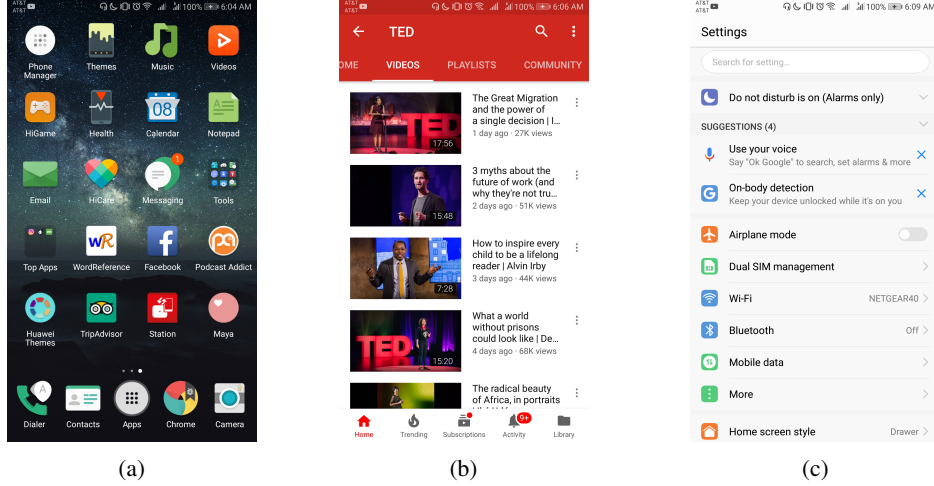 AT&T
AT&T
100% 6:04 AM
Phone Manager
Themes
Music
Videos
HiGame
Health
08
Calendar
Notepad
Email
HiCare
1
Messaging
Tools
Top Apps
WR
WordReference
Facebook
Podcast Addict
Huawei Themes
TripAdvisor
Station
Maya
A
Dialer
Contacts
Apps
Chrome
Camera
(a)
AT&T
AT&T
100% 6:06 AM
TED
OME VIDEOS PLAYLISTS COMMUNITY
TED
17:56
The Great Migration
and the power of
a single decision | I...
1 day ago · 27K views
15:48
3 myths about the
future of work (and
why they're not tru...
2 days ago · 51K views
7:28
How to inspire every
child to be a lifelong
reader | Alvin Irby
3 days ago · 44K views
TED
15:20
What a world
without prisons
could look like | De...
4 days ago · 68K views
The radical beauty
of Africa, in portraits
Home
Trending
Subscriptions
9+
Activity
Library
(b)
AT&T
AT&T
100% 6:09 AM
Settings
Search for setting...
Do not disturb is on (Alarms only)
SUGGESTIONS (4)
Use your voice
Say "Ok Google" to search, set alarms & more
G
On-body detection
Keep your device unlocked while it's on you
Airplane mode
Dual SIM management
Wi-Fi NETGEAR40
Bluetooth Off
Mobile data
More
Home screen style Drawer
(c)